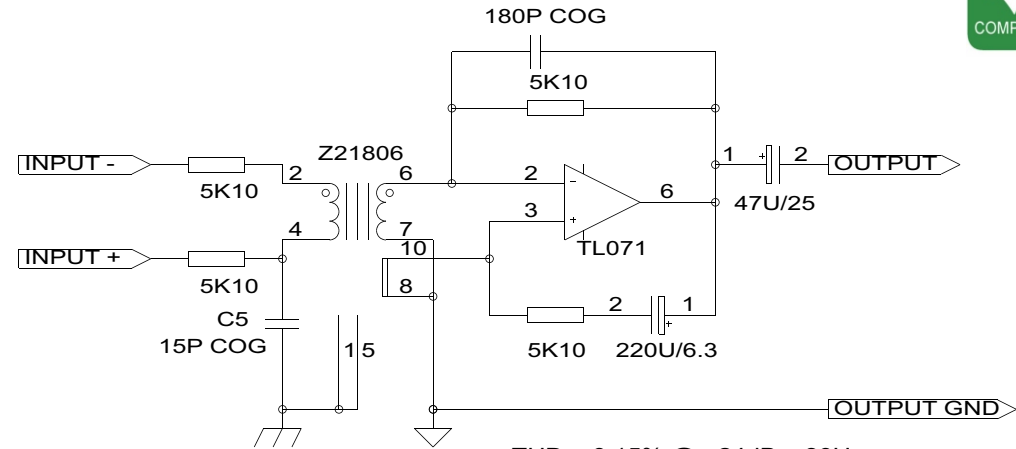 180P COG
COMP
5K10
INPUT -
Z21806
5K10
2
6
2
1
2
OUTPUT
6
47U/25
3
4
7
10
TL071
INPUT +
5K10
8
C5
15P COG
1 5
2
1
5K10
220U/6.3
OUTPUT GND